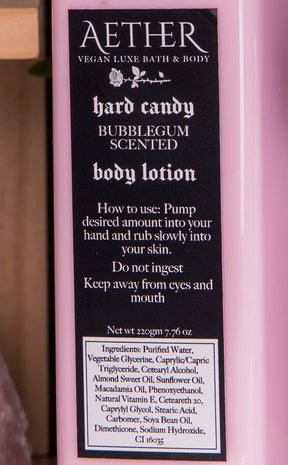 AETHER
VEGAN LUXE BATH & BODY
hard candy
BUBBLEGUM
SCENTED
body lotion
How to use: Pump
desired amount into your
hand and rub slowly into
your skin.
Do not ingest
Keep away from eyes and
mouth
Net wt 220gm 7.76 oz
Ingredients: Purified Water,
Vegetable Glycerine, Caprylic/Capric
Triglyceride, Cetearyl Alcohol,
Almond Sweet Oil, Sunflower Oil,
Macadamia Oil, Phenoxyethanol,
Natural Vitamin E, Ceteareth 20,
Caprylyl Glycol, Stearic Acid,
Carbomer, Soya Bean Oil,
Dimethicone, Sodium Hydroxide,
CI 16035